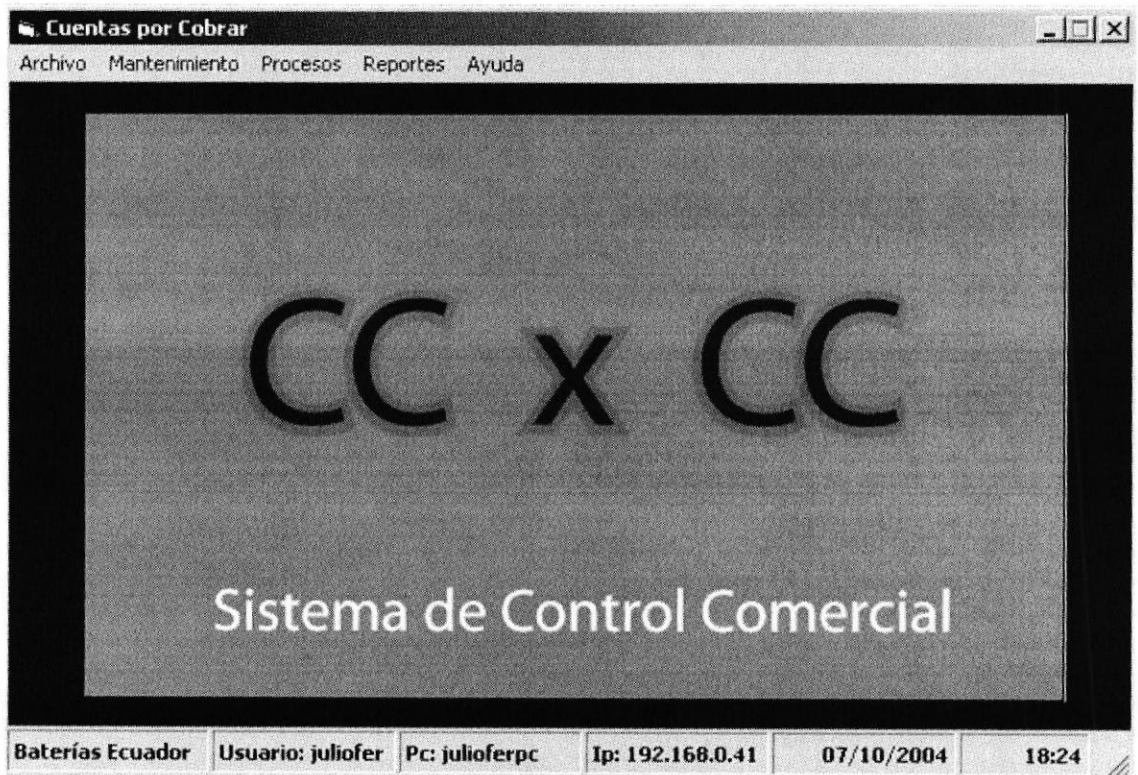 Cuentas por Cobrar
Archivo Mantenimiento Procesos Reportes Ayuda
CC x CC
Sistema de Control Comercial
Baterías Ecuador Usuario: juliofer Pc: julioferpc Ip: 192.168.0.41 07/10/2004 18:24